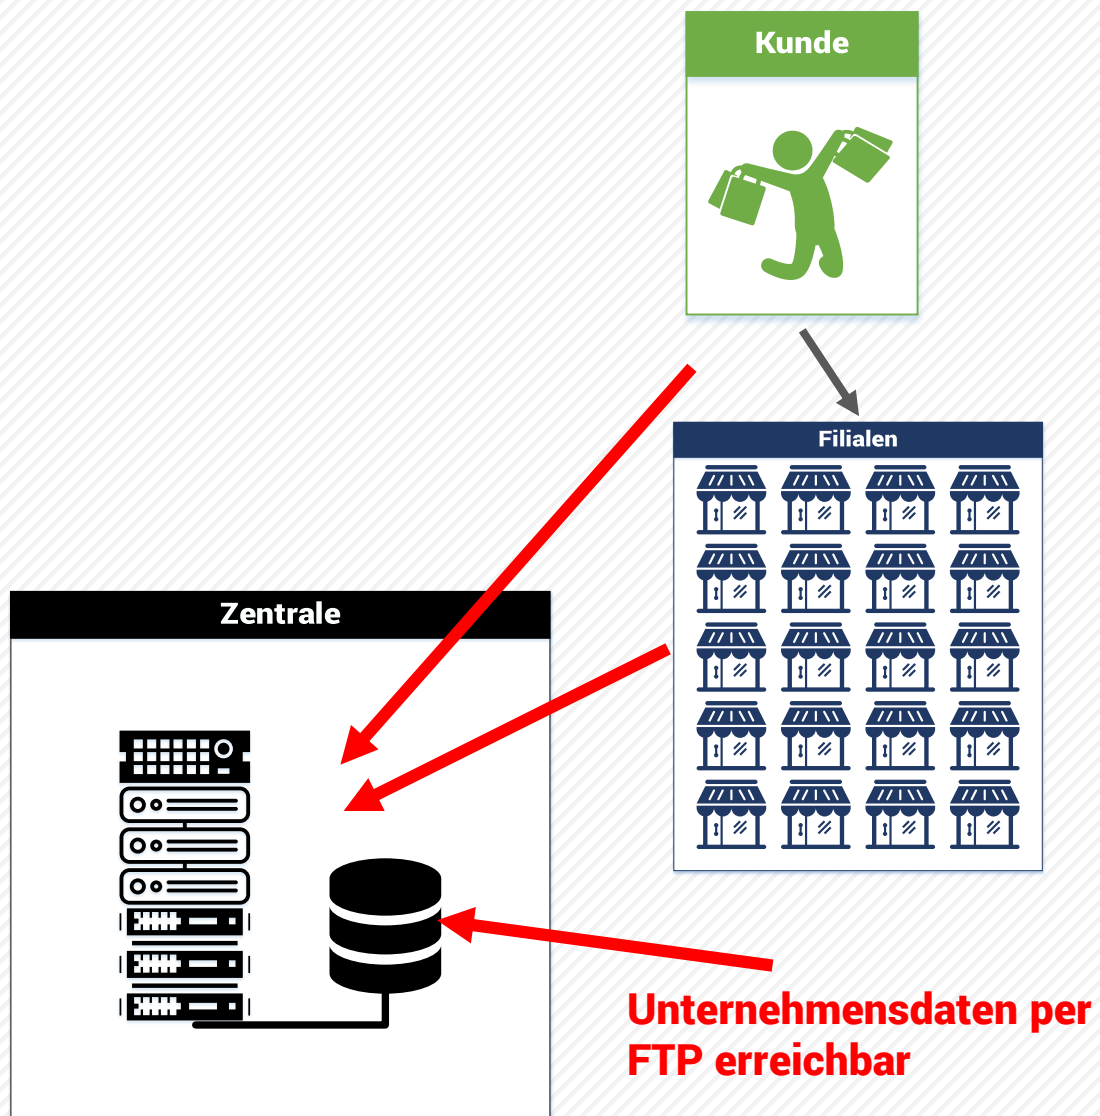 Kunde
Filialen
Zentrale
Unternehmensdaten per
FTP erreichbar